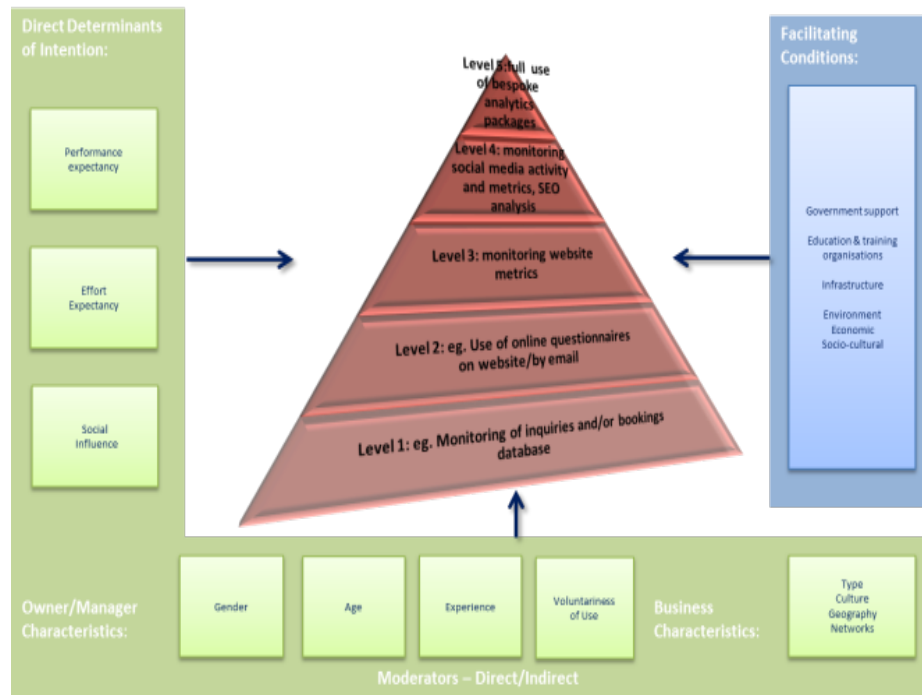 Direct Determinants
of Intention:
Performance
expectancy
Effort
Expectancy
Social
Influence
Level 5:full use
of bespoke
analytics
packages
Level 4: monitoring
social media activity
and metrics, SEO
analysis
Level 3: monitoring website
metrics
Level 2: eg. Use of online questionnaires
on website/by email
Level 1: eg. Monitoring of inquiries and/or bookings
database
Facilitating
Conditions:
Government support
Education & training
organisations
Infrastructure
Environment
Economic
Socio-cultural
Owner/Manager
Characteristics:
Gender
Age
Experience
Voluntariness
of Use
Business
Characteristics:
Type
Culture
Geography
Networks
Moderators – Direct/Indirect